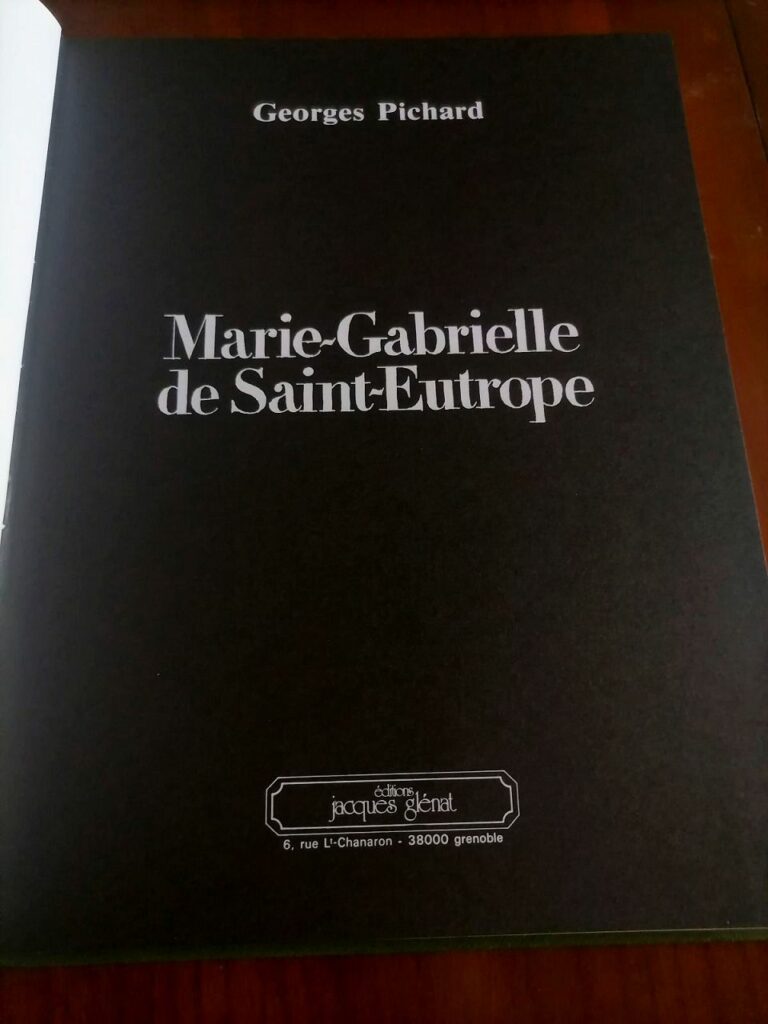 Georges Pichard
Marie-Gabrielle
de Saint-Eutrope
éditions
jacques glénat
6, rue Lt-Chanaron - 38000 grenoble